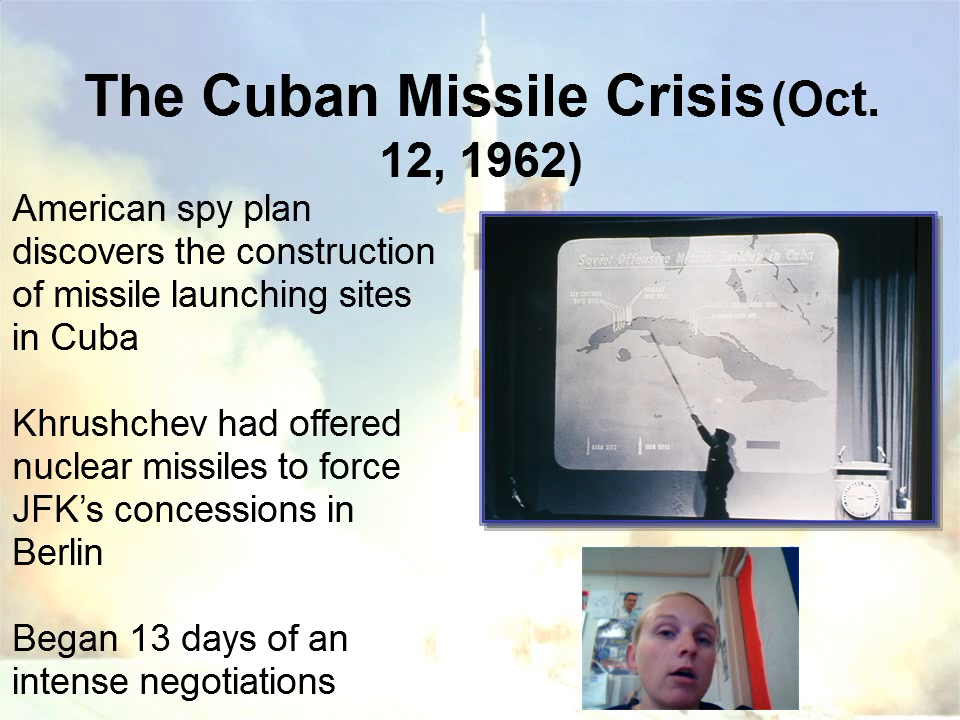 The Cuban Missile Crisis (Oct.
12, 1962)
American spy plan
discovers the construction
of missile launching sites
in Cuba
Khrushchev had offered
nuclear missiles to force
JFK’s concessions in
Berlin
Began 13 days of an
intense negotiations
Soviet Offensive Missile Buildup in Cuba